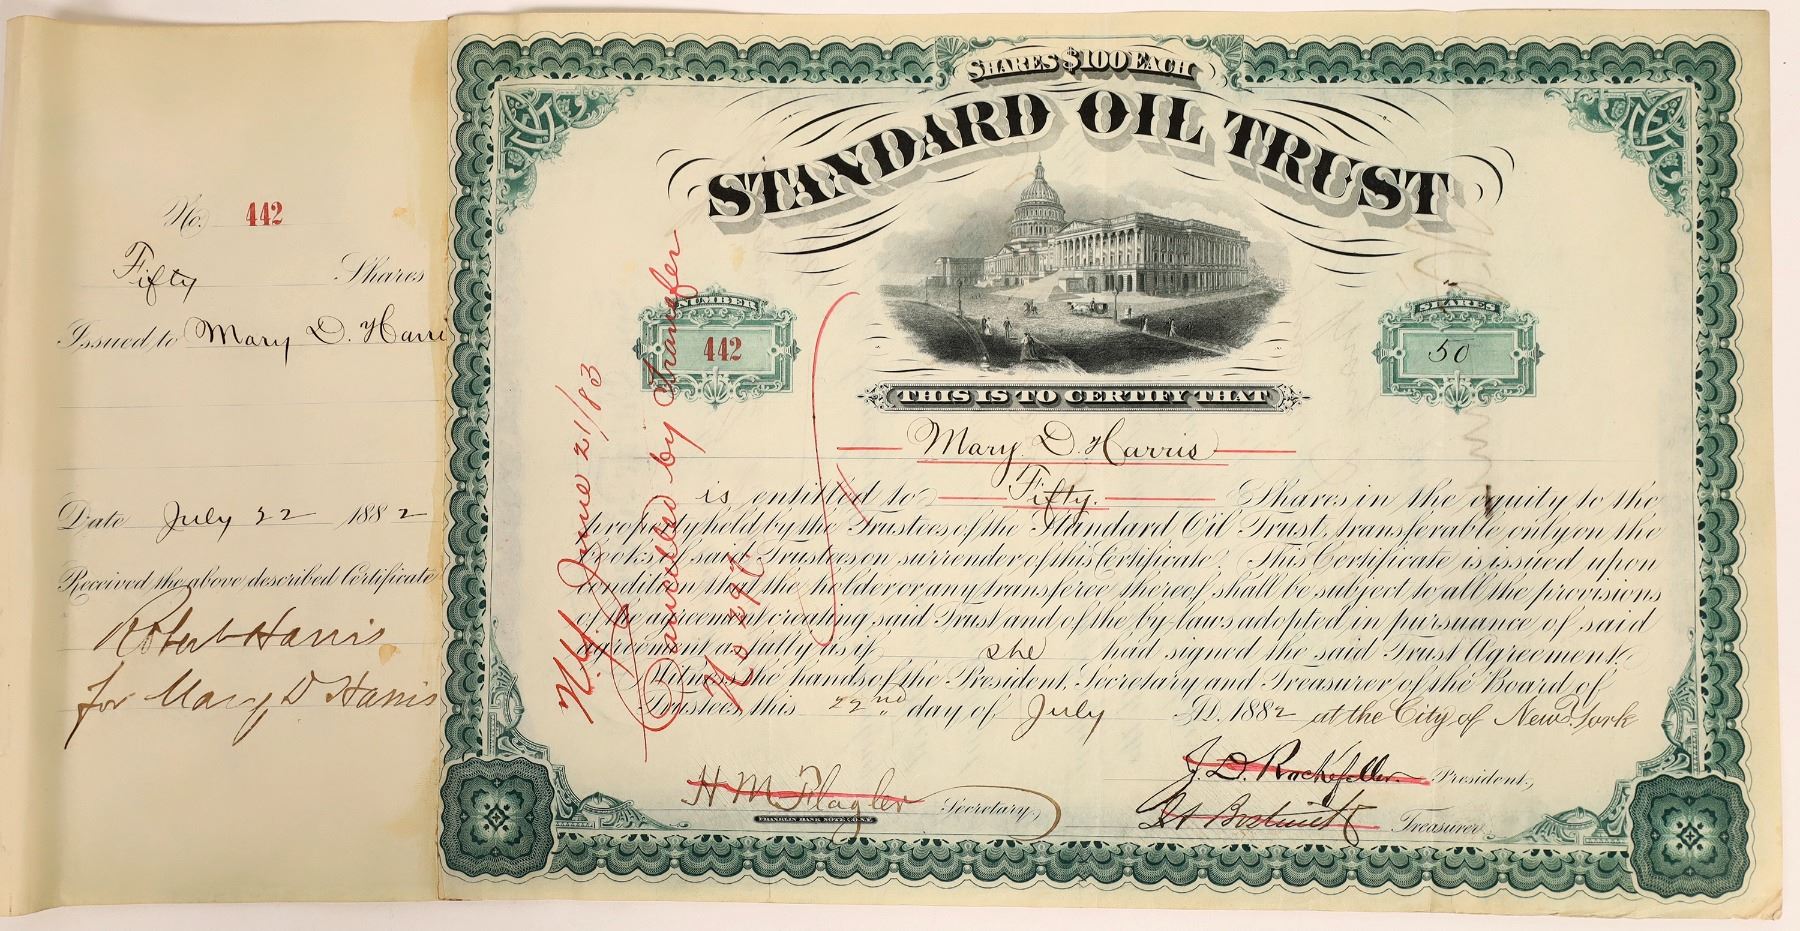 No. 442
Fifty Shares
Issued to Mary D. Harri
Date July 22 1882
Received the above described Certificate
Robert Harris
for Mary D Harris
SHARES $100 EACH
STANDARD OIL TRUST
NUMBER
442
SHARES
50
THIS IS TO CERTIFY THAT
Mary D. Harris
is entitled to Fifty. Shares in the equity to the
property held by the Trustees of the Standard Oil Trust, transferable only on the
Books of said Trustees on surrender of this Certificate. This Certificate is issued upon
condition that the holder or any transferee thereof shall be subject to all the provisions
of the agreement creating said Trust and of the by-laws adopted in pursuance of said
agreement as fully as if she had signed the said Trust Agreement.
Witness the hands of the President, Secretary and Treasurer of the Board of
Trustees, this 22nd day of July A.D. 1882 at the City of New York
J. D. Rockefeller President,
H M Flagler Secretary,
Bostwick Treasurer.
FRANKLIN BANK NOTE CO. N.Y.
N.Y. June 21/83
Cancelled by Transfer